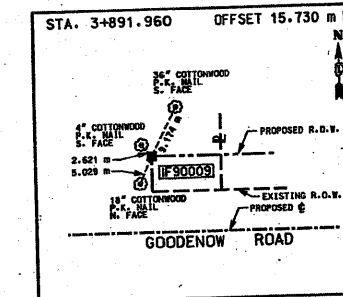 STA. 3+891.960 OFFSET 15.730 m
N
36" COTTONWOOD
P.K. NAIL
S. FACE
4" COTTONWOOD
P.K. NAIL
S. FACE
2.621 m
5.029 m
PROPOSED R.O.W.
IF90009
18" COTTONWOOD
P.K. NAIL
N. FACE
EXISTING R.O.W.
PROPOSED ℄
GOODENOW ROAD